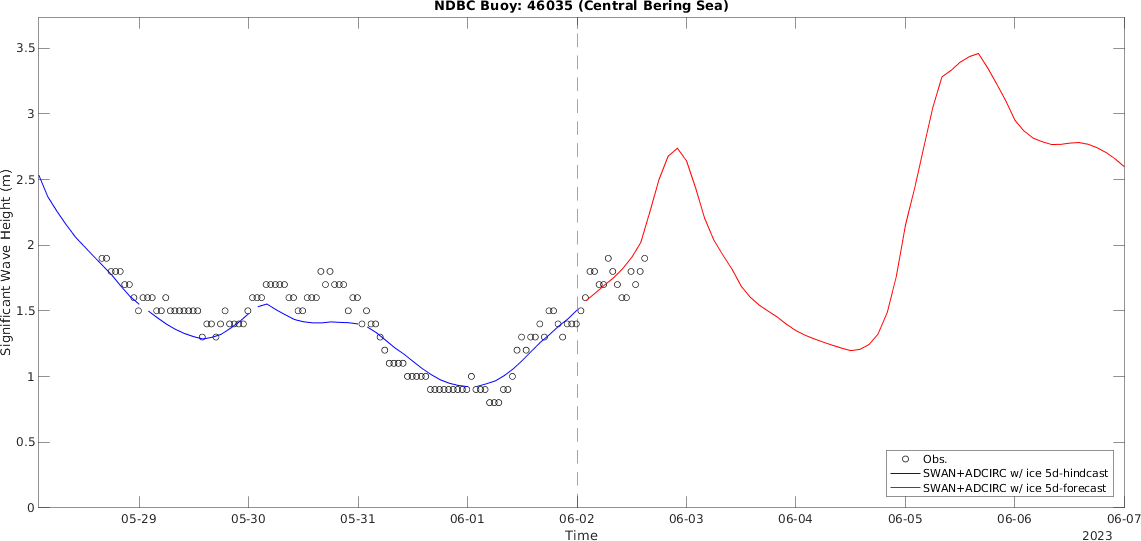 NDBC Buoy: 46035 (Central Bering Sea)
3.5
3
2.5
2
1.5
1
0.5
0
Significant Wave Height (m)
Obs.
SWAN+ADCIRC w/ ice 5d-hindcast
SWAN+ADCIRC w/ ice 5d-forecast
05-29 05-30 05-31 06-01 06-02 06-03 06-04 06-05 06-06 06-07
Time
2023